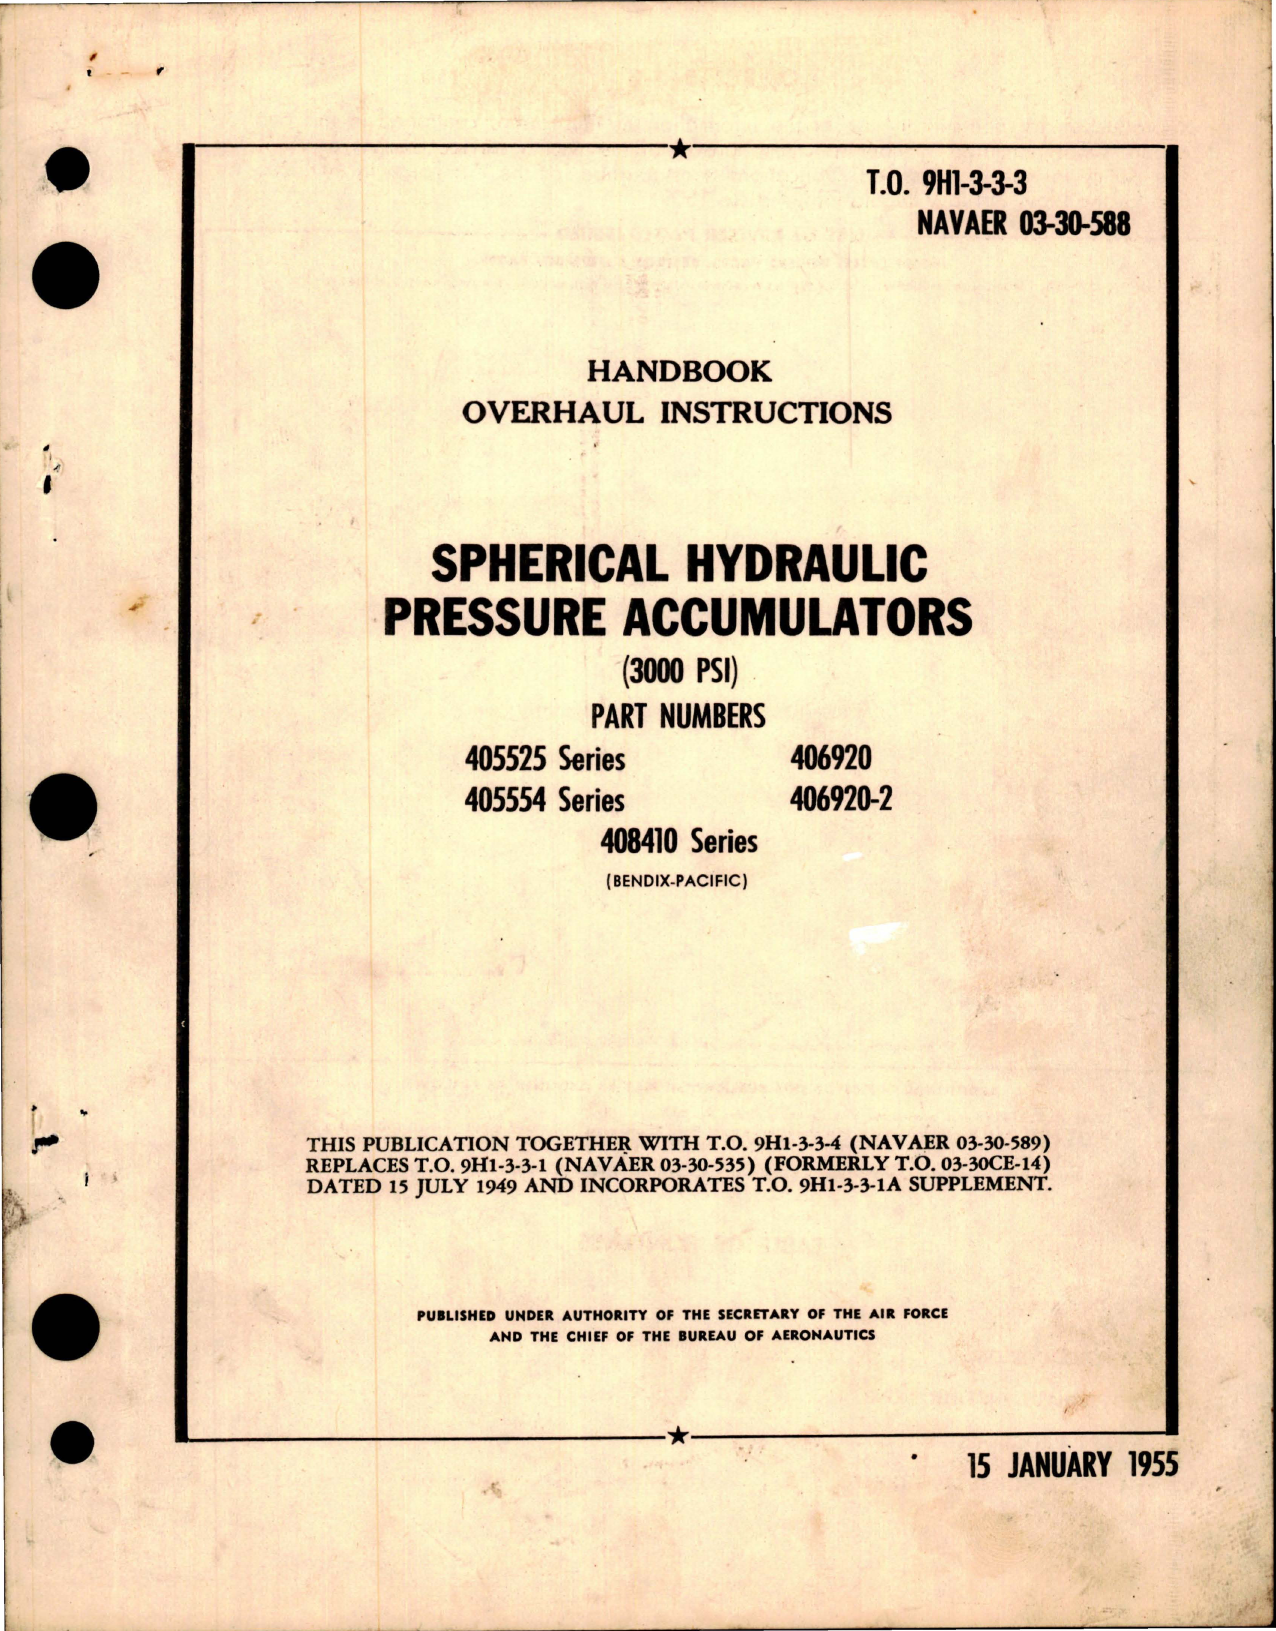 T.O. 9H1-3-3-3
NAVAER 03-30-588
HANDBOOK
OVERHAUL INSTRUCTIONS
SPHERICAL HYDRAULIC
PRESSURE ACCUMULATORS
(3000 PSI)
PART NUMBERS
405525 Series 406920
405554 Series 406920-2
408410 Series
(BENDIX-PACIFIC)
THIS PUBLICATION TOGETHER WITH T.O. 9H1-3-3-4 (NAVAER 03-30-589)
REPLACES T.O. 9H1-3-3-1 (NAVAER 03-30-535) (FORMERLY T.O. 03-30CE-14)
DATED 15 JULY 1949 AND INCORPORATES T.O. 9H1-3-3-1A SUPPLEMENT.
PUBLISHED UNDER AUTHORITY OF THE SECRETARY OF THE AIR FORCE
AND THE CHIEF OF THE BUREAU OF AERONAUTICS
15 JANUARY 1955